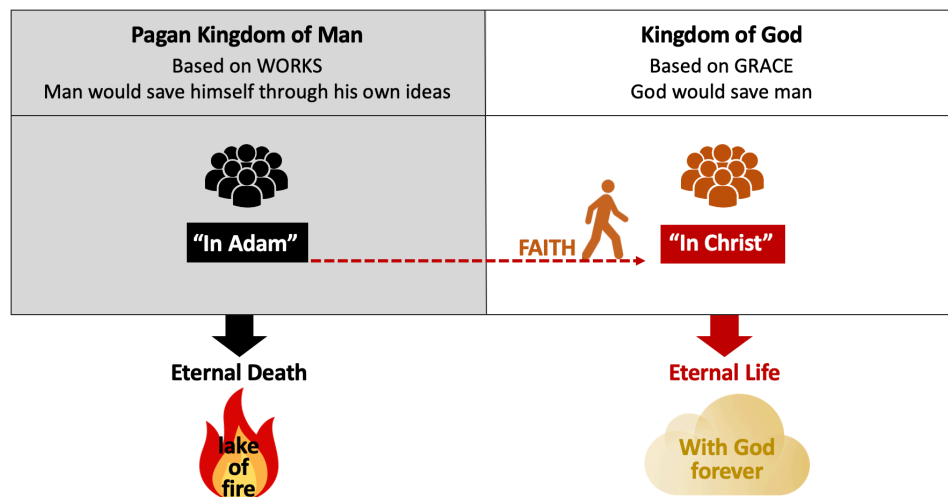 Pagan Kingdom of Man
Based on WORKS
Man would save himself through his own ideas
Kingdom of God
Based on GRACE
God would save man
“In Adam”
FAITH
“In Christ”
Eternal Death
Eternal Life
lake
of
fire
With God
forever